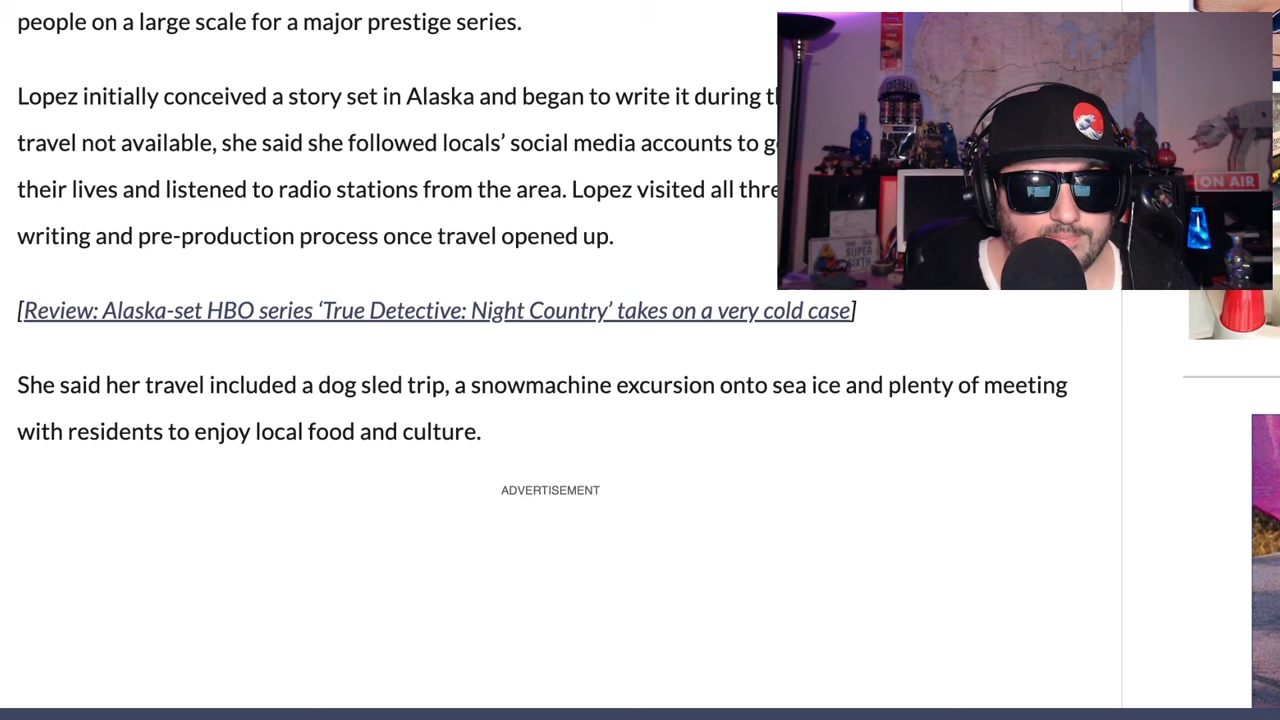 people on a large scale for a major prestige series.
Lopez initially conceived a story set in Alaska and began to write it during
travel not available, she said she followed locals’ social media accounts to
their lives and listened to radio stations from the area. Lopez visited all
writing and pre-production process once travel opened up.
[Review: Alaska-set HBO series ‘True Detective: Night Country’ takes on a very cold case]
She said her travel included a dog sled trip, a snowmachine excursion onto sea ice and plenty of meeting
with residents to enjoy local food and culture.
ADVERTISEMENT
ON AIR
SUPER
SIXTH